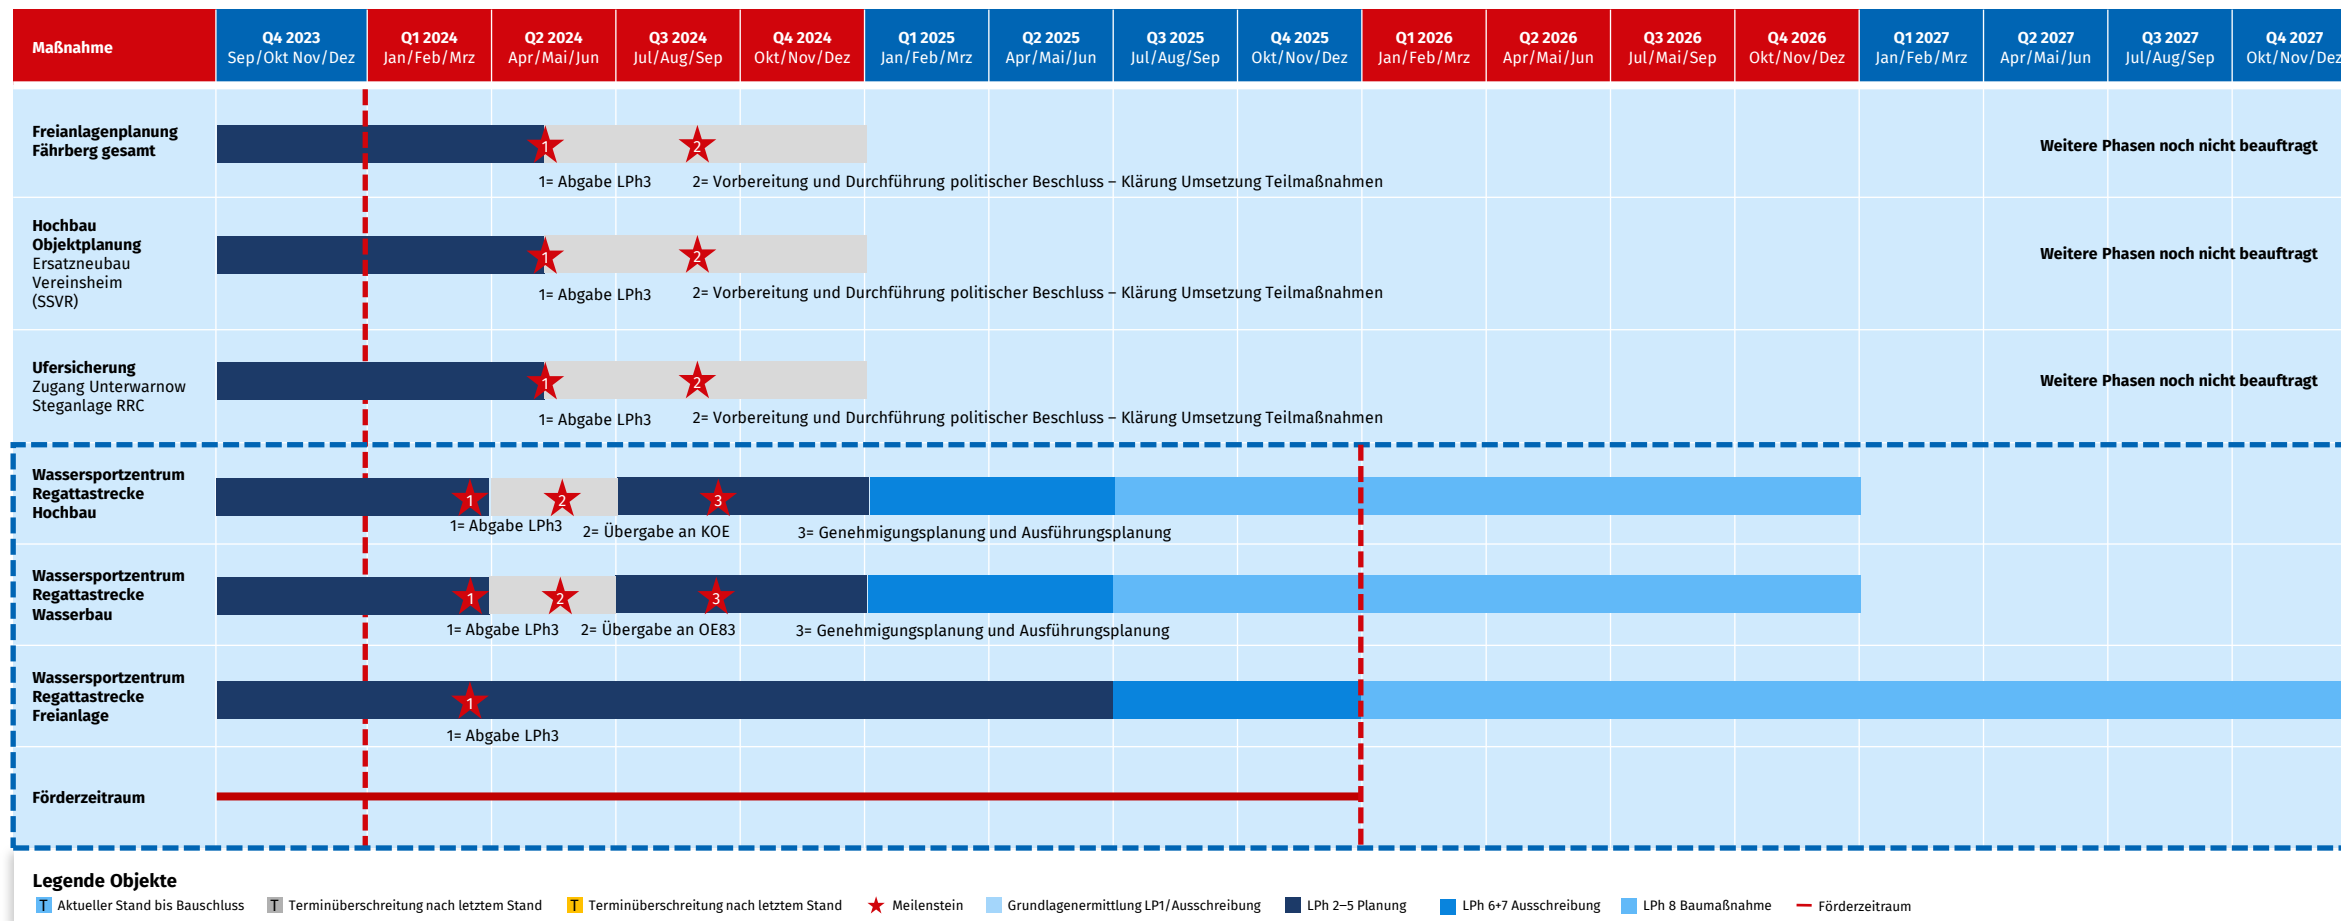 Maßnahme
Q4 2023
Sep/Okt Nov/Dez
Q1 2024
Jan/Feb/Mrz
Q2 2024
Apr/Mai/Jun
Q3 2024
Jul/Aug/Sep
Q4 2024
Okt/Nov/Dez
Q1 2025
Jan/Feb/Mrz
Q2 2025
Apr/Mai/Jun
Q3 2025
Jul/Aug/Sep
Q4 2025
Okt/Nov/Dez
Q1 2026
Jan/Feb/Mrz
Q2 2026
Apr/Mai/Jun
Q3 2026
Jul/Mai/Sep
Q4 2026
Okt/Nov/Dez
Q1 2027
Jan/Feb/Mrz
Q2 2027
Apr/Mai/Jun
Q3 2027
Jul/Aug/Sep
Q4 2027
Okt/Nov/Dez
Freianlagenplanung
Fährberg gesamt
1
2
Weitere Phasen noch nicht beauftragt
1= Abgabe LPh3
2= Vorbereitung und Durchführung politischer Beschluss – Klärung Umsetzung Teilmaßnahmen
Hochbau
Objektplanung
Ersatzneubau
Vereinsheim
(SSVR)
1
2
Weitere Phasen noch nicht beauftragt
1= Abgabe LPh3
2= Vorbereitung und Durchführung politischer Beschluss – Klärung Umsetzung Teilmaßnahmen
Ufersicherung
Zugang Unterwarnow
Steganlage RRC
1
2
Weitere Phasen noch nicht beauftragt
1= Abgabe LPh3
2= Vorbereitung und Durchführung politischer Beschluss – Klärung Umsetzung Teilmaßnahmen
Wassersportzentrum
Regattastrecke
Hochbau
1
2
3
1= Abgabe LPh3
2= Übergabe an KOE
3= Genehmigungsplanung und Ausführungsplanung
Wassersportzentrum
Regattastrecke
Wasserbau
1
2
3
1= Abgabe LPh3
2= Übergabe an OE83
3= Genehmigungsplanung und Ausführungsplanung
Wassersportzentrum
Regattastrecke
Freianlage
1
1= Abgabe LPh3
Förderzeitraum
Legende Objekte
T Aktueller Stand bis Bauschluss
T Terminüberschreitung nach letztem Stand
T Terminüberschreitung nach letztem Stand
Meilenstein
Grundlagenermittlung LP1/Ausschreibung
LPh 2–5 Planung
LPh 6+7 Ausschreibung
LPh 8 Baumaßnahme
Förderzeitraum